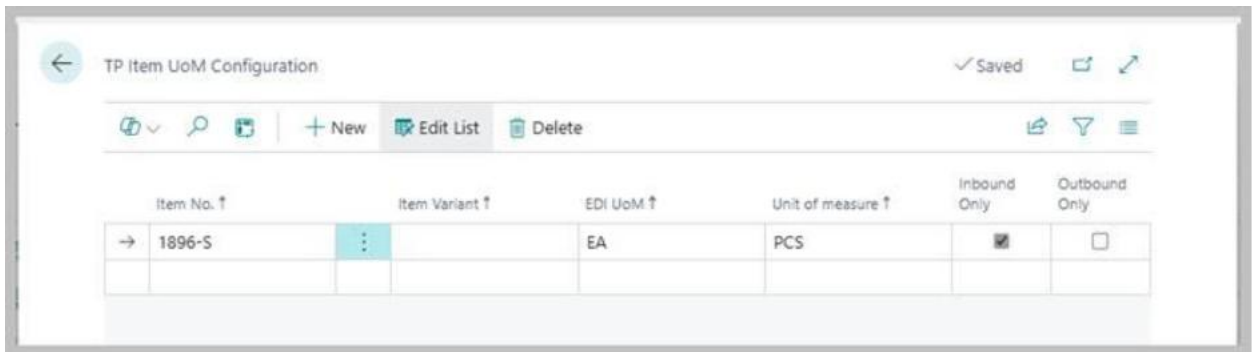 TP Item UoM Configuration
Saved
New Edit List Delete
Item No. ↑ Item Variant ↑ EDI UoM ↑ Unit of measure ↑ Inbound Only Outbound Only
1896-S EA PCS